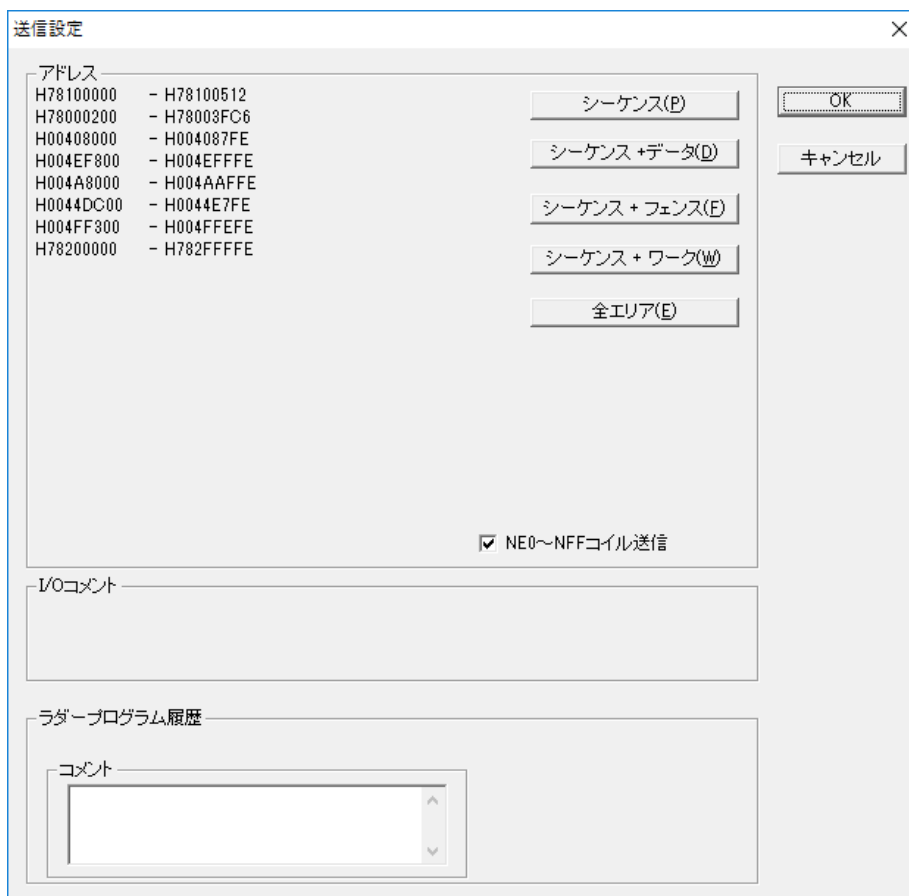 送信設定
アドレス
H78100000 - H78100512
H78000200 - H78003FC6
H00408000 - H004087FE
H004EF800 - H004EFFFE
H004A8000 - H004AAFFE
H0044DC00 - H0044E7FE
H004FF300 - H004FFEFE
H78200000 - H782FFFFE
シーケンス(P)
シーケンス +データ(D)
シーケンス + フェンス(F)
シーケンス + ワーク(W)
全エリア(E)
OK
キャンセル
NE0～NFFコイル送信
I/Oコメント
ラダープログラム履歴
コメント